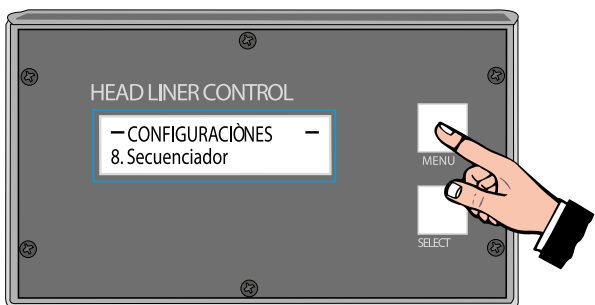 HEAD LINER CONTROL
– CONFIGURACIÒNES –
8. Secuenciador
MENU
SELECT